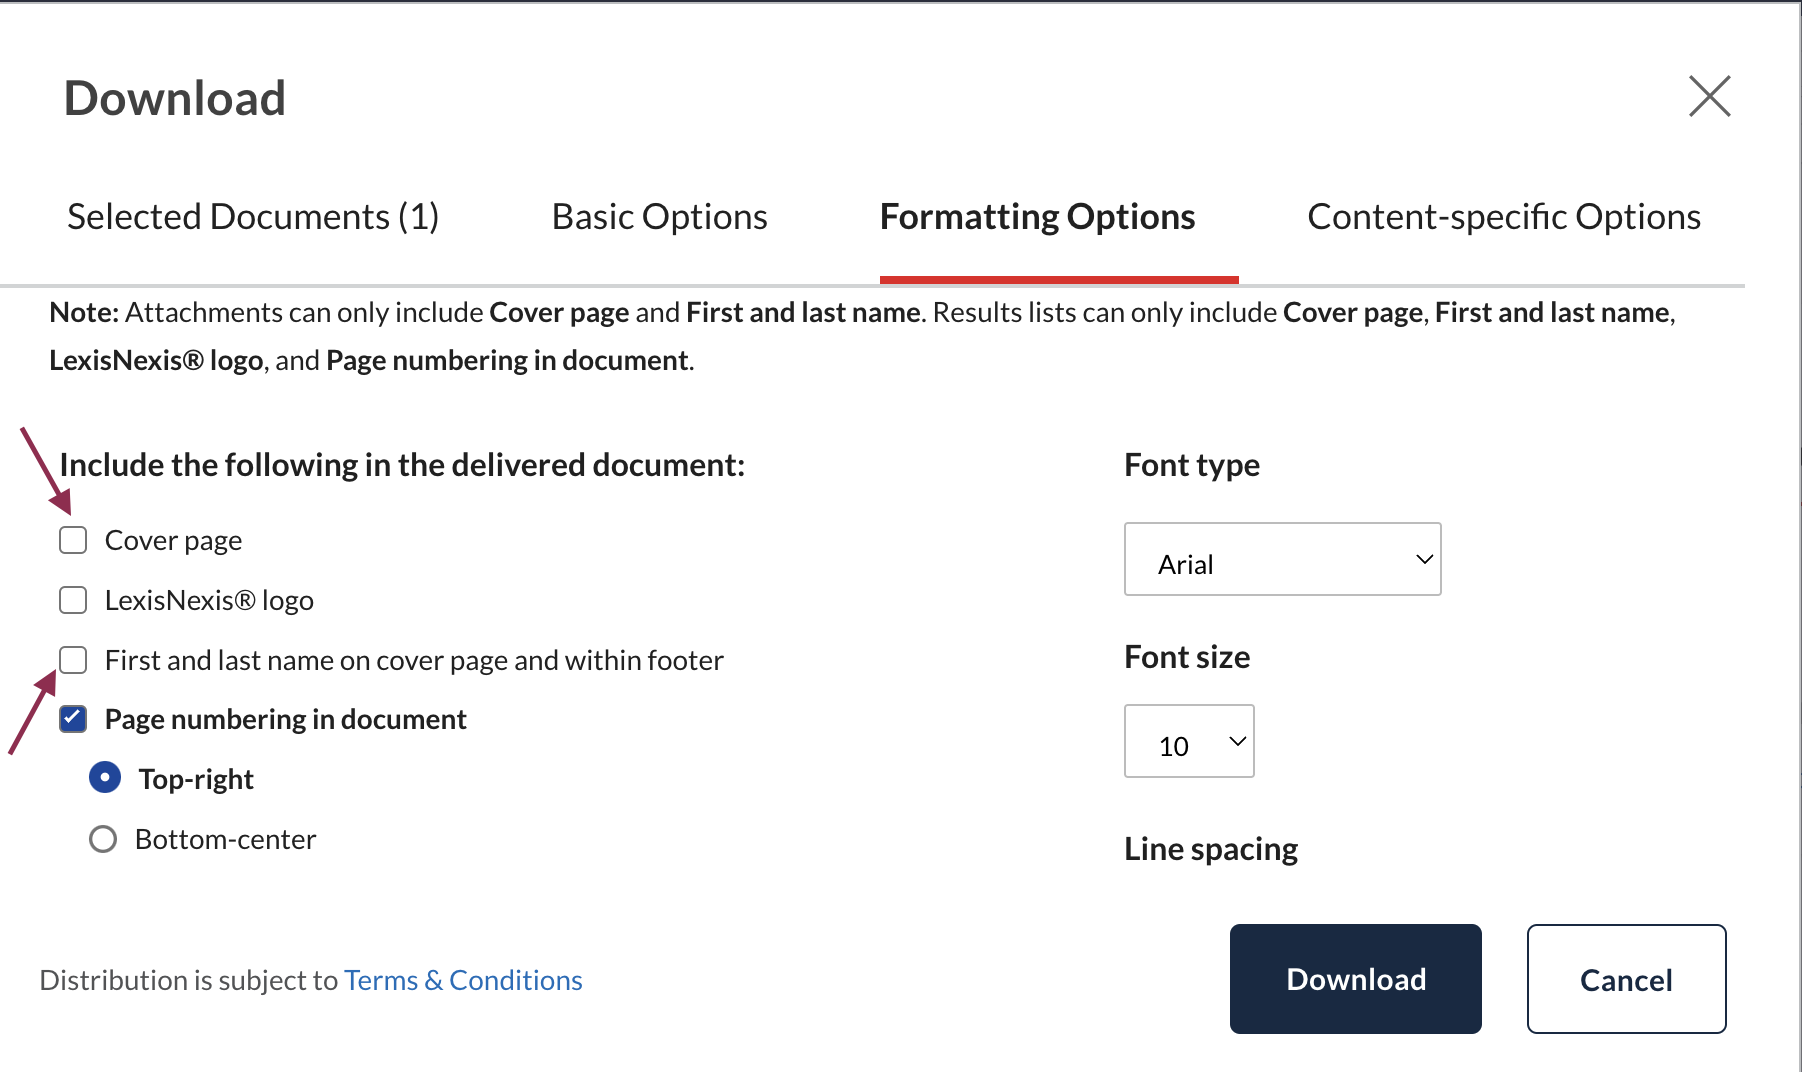 Download
Selected Documents (1) Basic Options Formatting Options Content-specific Options
Note: Attachments can only include Cover page and First and last name. Results lists can only include Cover page, First and last name,
LexisNexis® logo, and Page numbering in document.
Include the following in the delivered document:
Cover page
LexisNexis® logo
First and last name on cover page and within footer
Page numbering in document
Top-right
Bottom-center
Font type
Arial
Font size
10
Line spacing
Distribution is subject to Terms & Conditions
Download
Cancel